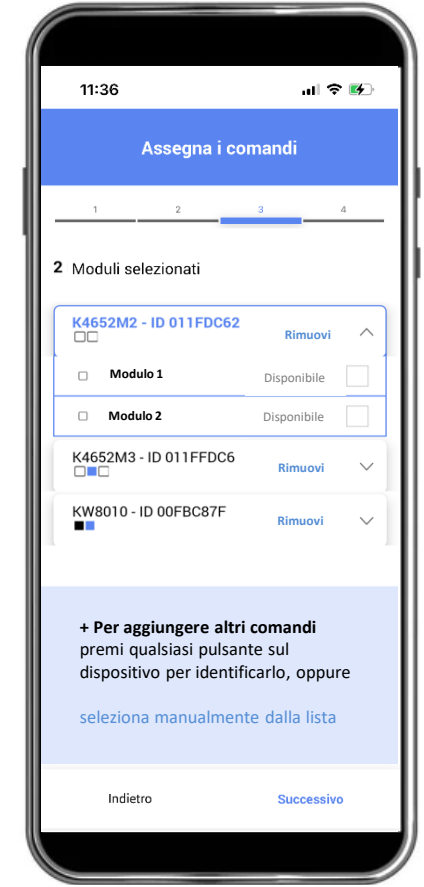 11:36
Assegna i comandi
1 2 3 4
2 Moduli selezionati
K4652M2 - ID 011FDC62
Rimuovi
Modulo 1 Disponibile
Modulo 2 Disponibile
K4652M3 - ID 011FFDC6
Rimuovi
KW8010 - ID 00FBC87F
Rimuovi
+ Per aggiungere altri comandi
premi qualsiasi pulsante sul
dispositivo per identificarlo, oppure
seleziona manualmente dalla lista
Indietro Successivo